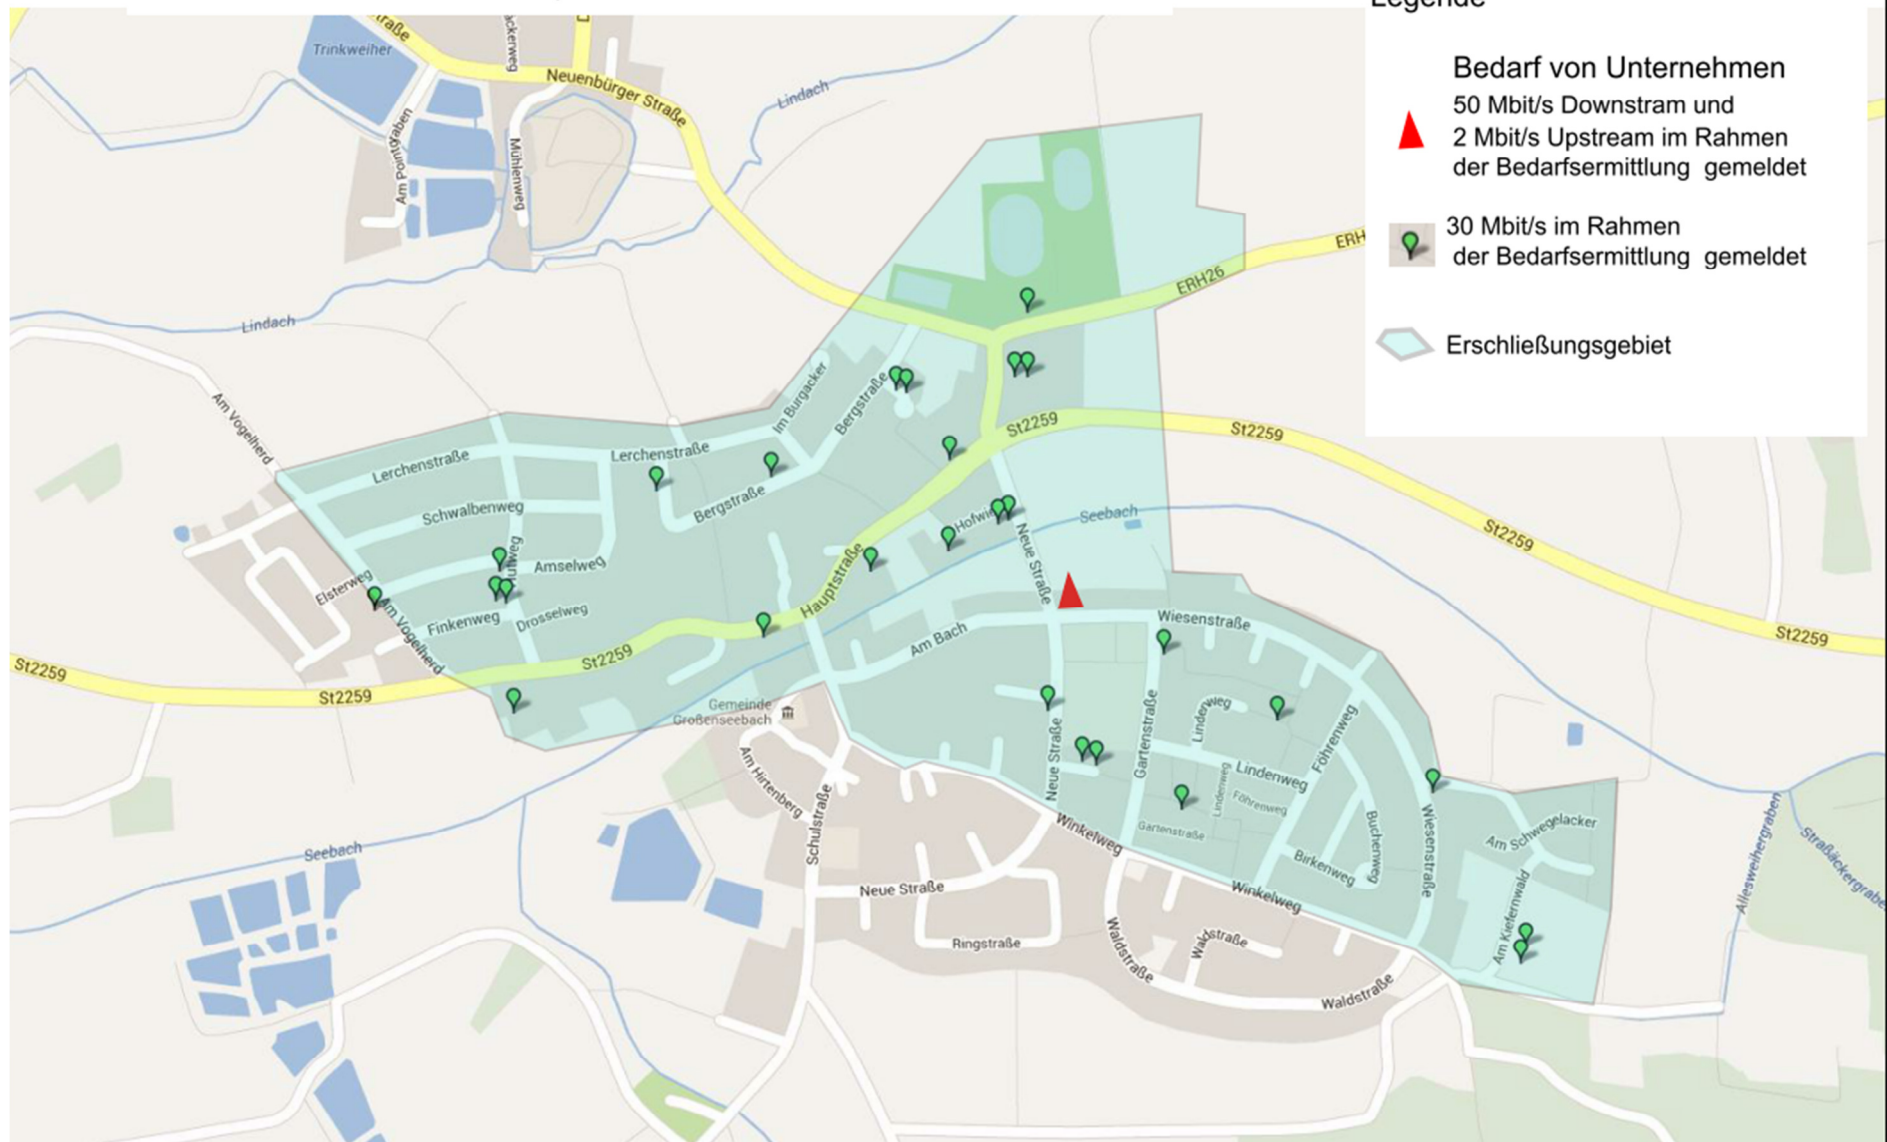 Legende
Bedarf von Unternehmen
50 Mbit/s Downstram und
2 Mbit/s Upstream im Rahmen
der Bedarfsermittlung gemeldet
30 Mbit/s im Rahmen
der Bedarfsermittlung gemeldet
Erschließungsgebiet
Trinkweiher
Neuenbürger Straße
Am Pointgraben
Mühlenweg
Lindach
Lindach
ERH
ERH26
Im Burgacker
Bergstraße
Am Vogelherd
Lerchenstraße
Lerchenstraße
St2259
St2259
Schwalbenweg
Bergstraße
Seebach
St2259
Neue Straße
Amselweg
Elsterweg
Hauptstraße
Finkenweg
Drosselweg
Am Vogelherd
Wiesenstraße
St2259
Am Bach
St2259
St2259
St2259
Gemeinde
Großenseebach
Lindenweg
Gartenstraße
Föhrenweg
Neue Straße
Am Hirtenberg
Lindenweg
Lindenweg
Föhrenweg
Schulstraße
Winkelweg
Gartenstraße
Buchenweg
Wiesenstraße
Am Schwegelacker
Seebach
Birkenweg
Allesweihergraben
Neue Straße
Winkelweg
Am Kiefernwald
Ringstraße
Waldstraße
Waldstraße
Waldstraße